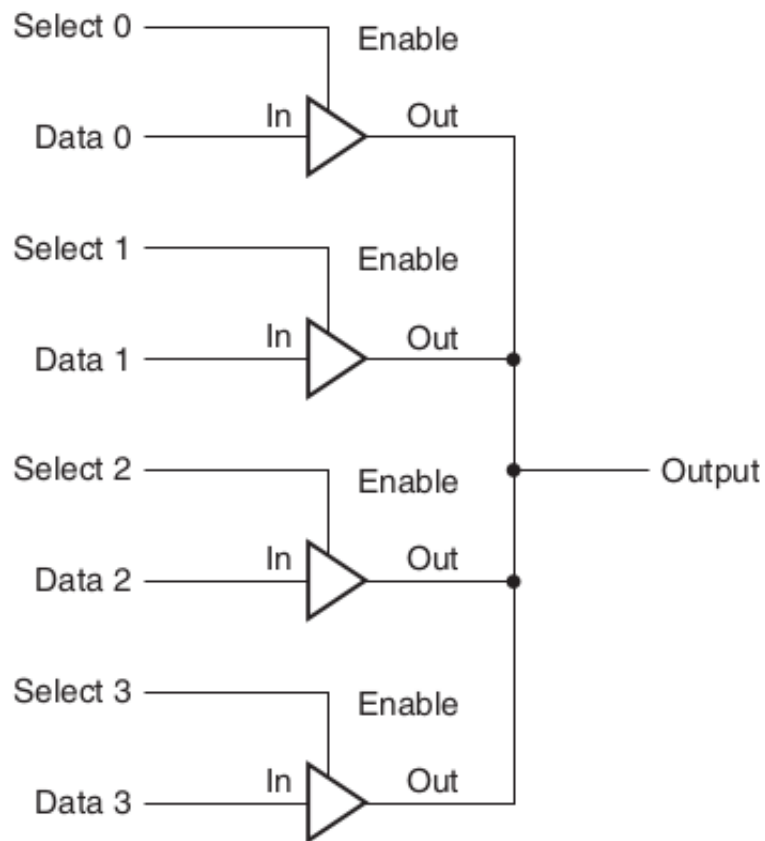 Select 0
Enable
In
Out
Data 0
Select 1
Enable
In
Out
Data 1
Select 2
Enable
Output
In
Out
Data 2
Select 3
Enable
In
Out
Data 3